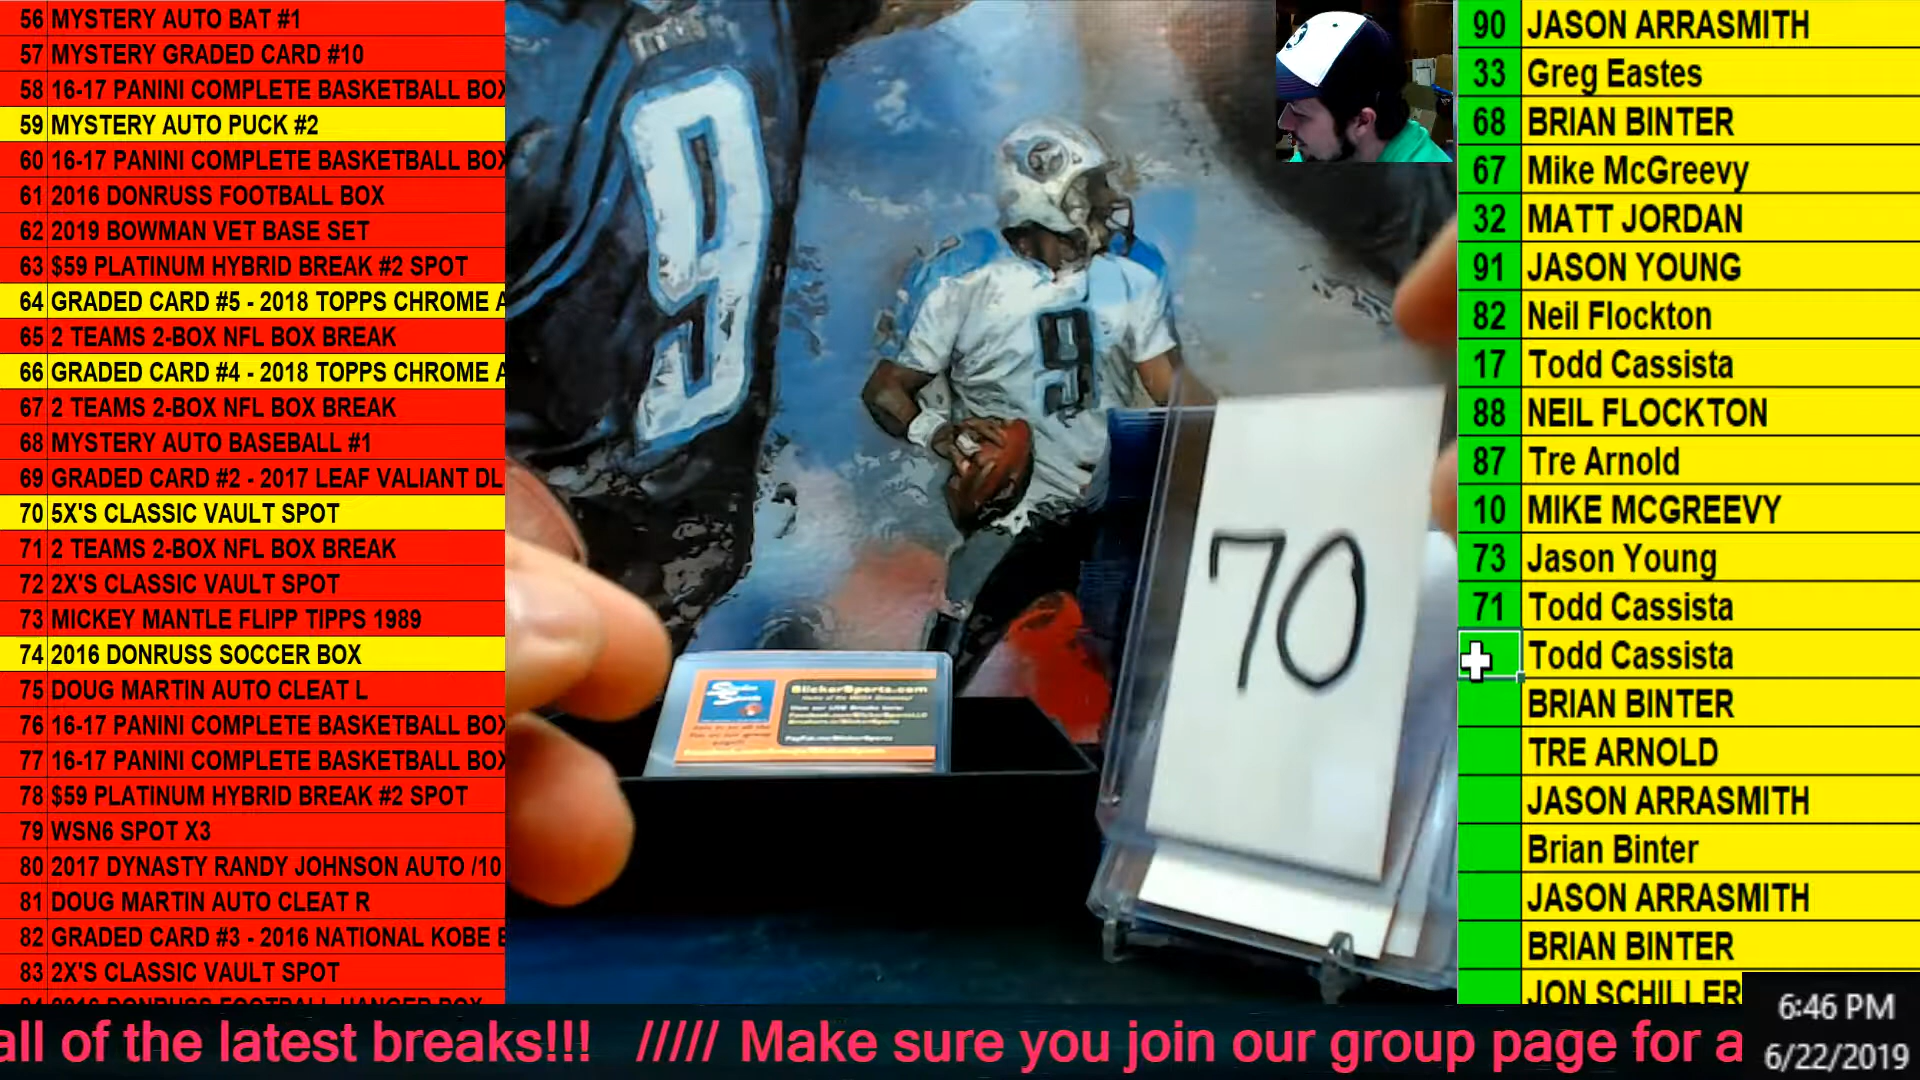 56 MYSTERY AUTO BAT #1
57 MYSTERY GRADED CARD #10
58 16-17 PANINI COMPLETE BASKETBALL BOX
59 MYSTERY AUTO PUCK #2
60 16-17 PANINI COMPLETE BASKETBALL BOX
61 2016 DONRUSS FOOTBALL BOX
62 2019 BOWMAN VET BASE SET
63 $59 PLATINUM HYBRID BREAK #2 SPOT
64 GRADED CARD #5 - 2018 TOPPS CHROME A
65 2 TEAMS 2-BOX NFL BOX BREAK
66 GRADED CARD #4 - 2018 TOPPS CHROME A
67 2 TEAMS 2-BOX NFL BOX BREAK
68 MYSTERY AUTO BASEBALL #1
69 GRADED CARD #2 - 2017 LEAF VALIANT DL
70 5X'S CLASSIC VAULT SPOT
71 2 TEAMS 2-BOX NFL BOX BREAK
72 2X'S CLASSIC VAULT SPOT
73 MICKEY MANTLE FLIPP TIPPS 1989
74 2016 DONRUSS SOCCER BOX
75 DOUG MARTIN AUTO CLEAT L
76 16-17 PANINI COMPLETE BASKETBALL BOX
77 16-17 PANINI COMPLETE BASKETBALL BOX
78 $59 PLATINUM HYBRID BREAK #2 SPOT
79 WSN6 SPOT X3
80 2017 DYNASTY RANDY JOHNSON AUTO /10
81 DOUG MARTIN AUTO CLEAT R
82 GRADED CARD #3 - 2016 NATIONAL KOBE
83 2X'S CLASSIC VAULT SPOT
84 2016 DONRUSS FOOTBALL HANGER BOX
9
9
70
SlickerSports.com
90 JASON ARRASMITH
33 Greg Eastes
68 BRIAN BINTER
67 Mike McGreevy
32 MATT JORDAN
91 JASON YOUNG
82 Neil Flockton
17 Todd Cassista
88 NEIL FLOCKTON
87 Tre Arnold
10 MIKE MCGREEVY
73 Jason Young
71 Todd Cassista
Todd Cassista
BRIAN BINTER
TRE ARNOLD
JASON ARRASMITH
Brian Binter
JASON ARRASMITH
BRIAN BINTER
JON SCHILLER
all of the latest breaks!!! ///// Make sure you join our group page for a
6:46 PM
6/22/2019